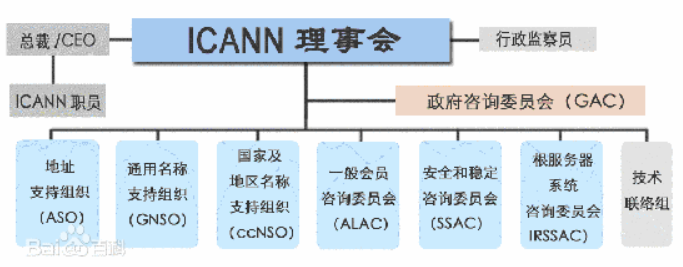 总裁/CEO
ICANN 理事会
行政监察员
ICANN 职员
政府咨询委员会（GAC）
地址
支持组织
(ASO)
通用名称
支持组织
(GNSO)
国家及
地区名称
支持组织
(ccNSO)
一般会员
咨询委员会
(ALAC)
安全和稳定
咨询委员会
(SSAC)
根服务器
系统
咨询委员会
IRSSAC)
技术
联络组
Baidu百科